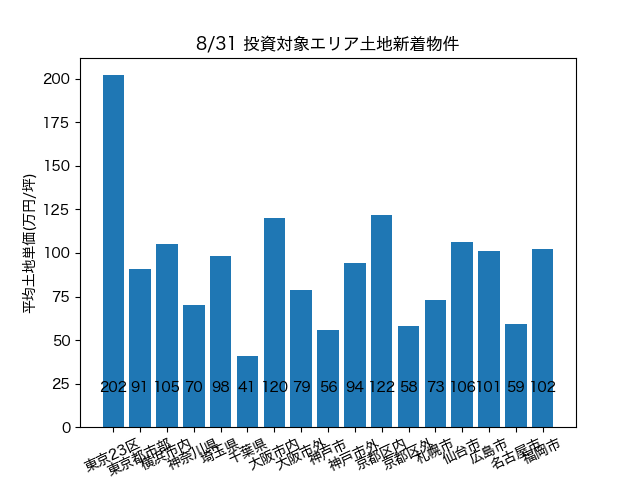 8/31 投資対象エリア土地新着物件
平均土地単価(万円/坪)
200
175
150
125
100
75
50
25
0
202 91 105 70 98 41 120 79 56 94 122 58 73 106 101 59 102
東京23区
東京都市部
横浜市内
神奈川県
埼玉県
千葉県
大阪市内
大阪市外
神戸市
神戸市外
京都区内
京都区外
札幌市
仙台市
広島市
名古屋市
福岡市